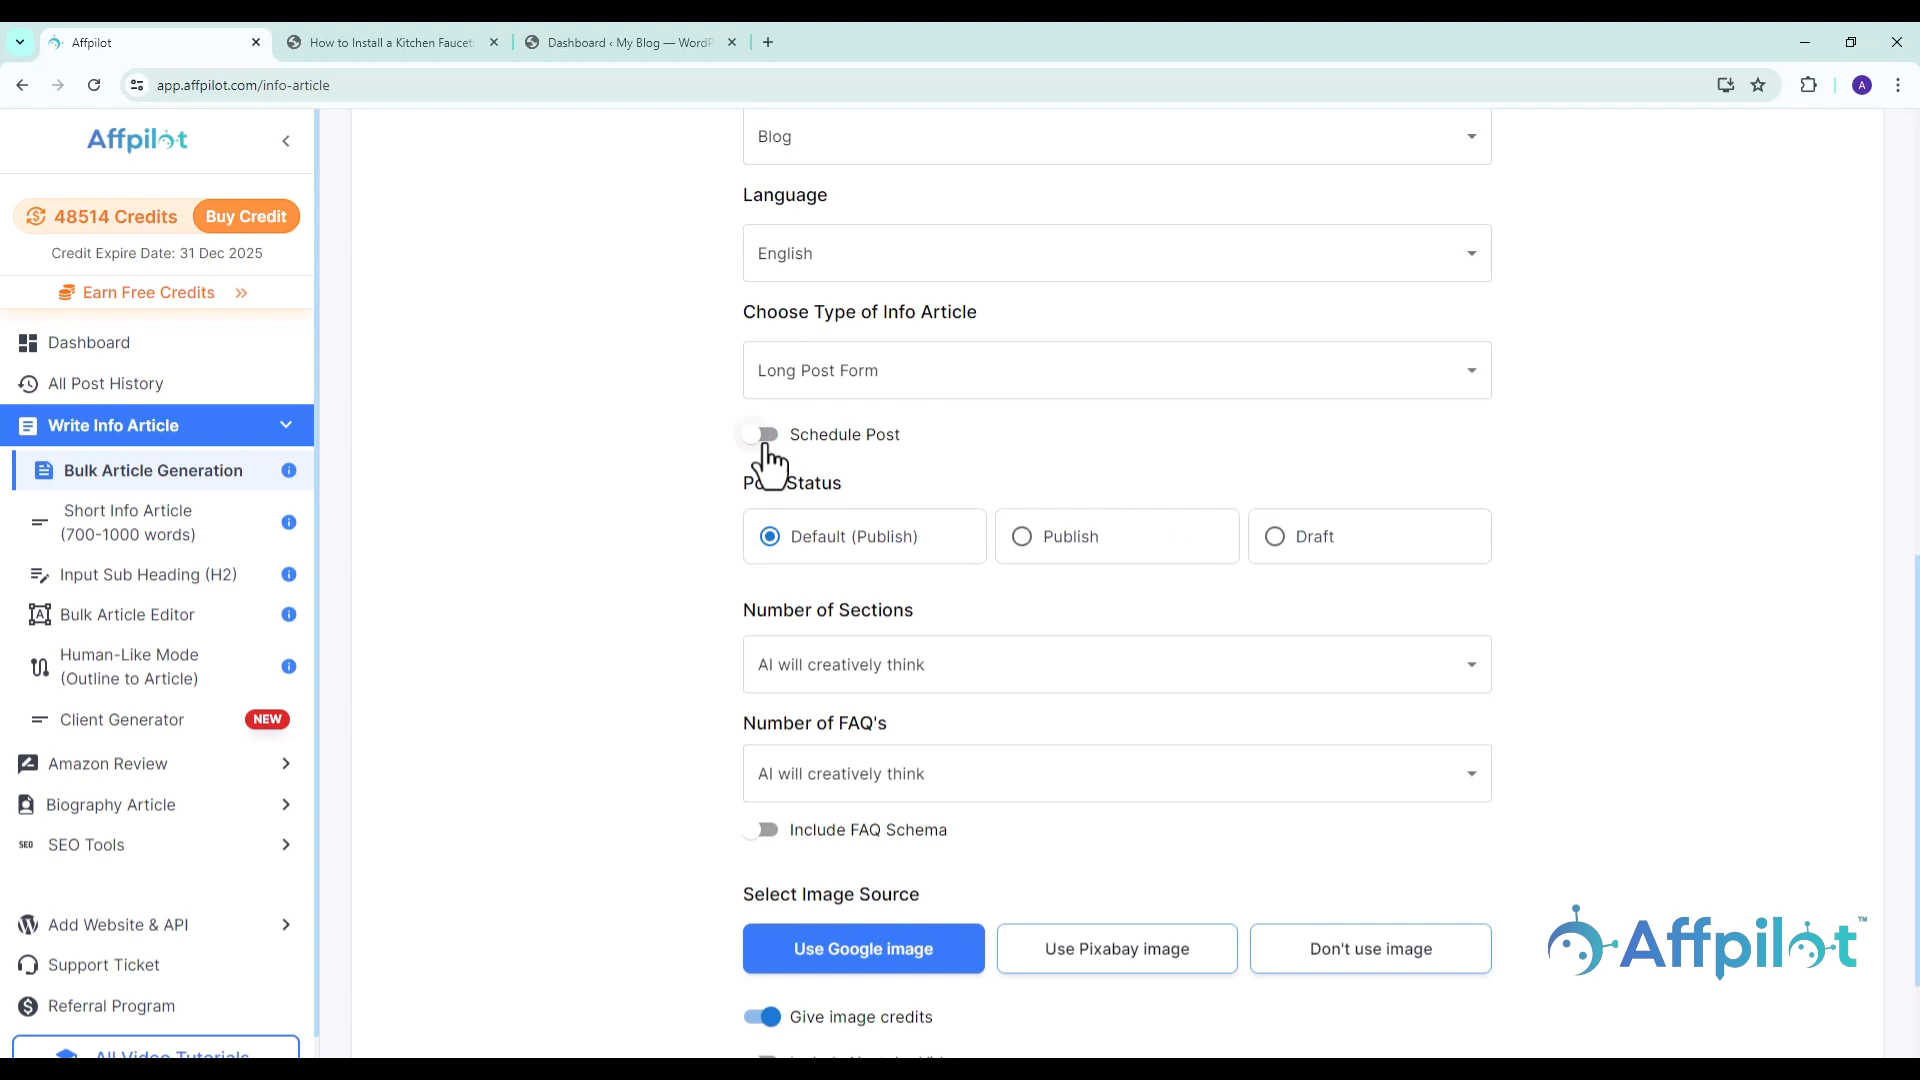 Affpilot
How to Install a Kitchen Faucet
Dashboard ‹ My Blog — WordP
app.affpilot.com/info-article
A
Affpilot
48514 Credits
Buy Credit
Credit Expire Date: 31 Dec 2025
Earn Free Credits
Dashboard
All Post History
Write Info Article
Bulk Article Generation
Short Info Article
(700-1000 words)
Input Sub Heading (H2)
Bulk Article Editor
Human-Like Mode
(Outline to Article)
Client Generator
NEW
Amazon Review
Biography Article
SEO
SEO Tools
Add Website & API
Support Ticket
Referral Program
All Video Tutorials
Blog
Language
English
Choose Type of Info Article
Long Post Form
Schedule Post
Status
Default (Publish)
Publish
Draft
Number of Sections
AI will creatively think
Number of FAQ's
AI will creatively think
Include FAQ Schema
Select Image Source
Use Google image
Use Pixabay image
Don't use image
Give image credits
Affpilot™